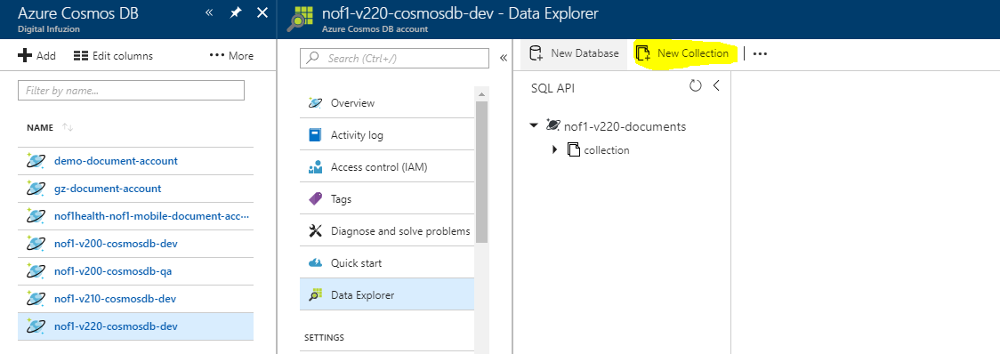 Azure Cosmos DB
Digital Infuzion
Add
Edit columns
More
Filter by name...
NAME
demo-document-account
gz-document-account
nof1health-nof1-mobile-document-acc···
nof1-v200-cosmosdb-dev
nof1-v200-cosmosdb-qa
nof1-v210-cosmosdb-dev
nof1-v220-cosmosdb-dev
nof1-v220-cosmosdb-dev - Data Explorer
Azure Cosmos DB account
Search (Ctrl+/)
Overview
Activity log
Access control (IAM)
Tags
Diagnose and solve problems
Quick start
Data Explorer
SETTINGS
New Database
New Collection
SQL API
nof1-v220-documents
collection